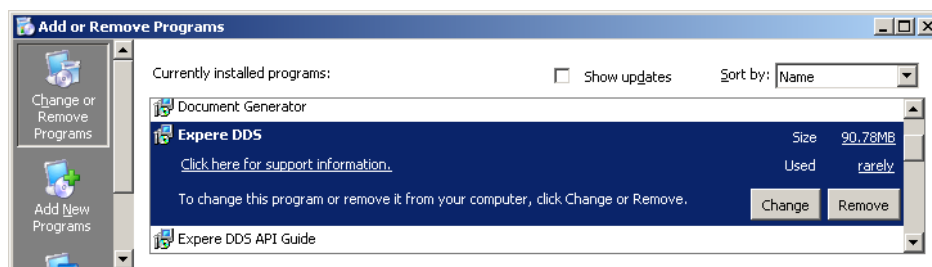 Add or Remove Programs
Change or
Remove
Programs
Add New
Programs
Currently installed programs:
Show updates
Sort by: Name
Document Generator
Expere DDS
Size 90.78MB
Click here for support information.
Used rarely
To change this program or remove it from your computer, click Change or Remove.
Change Remove
Expere DDS API Guide